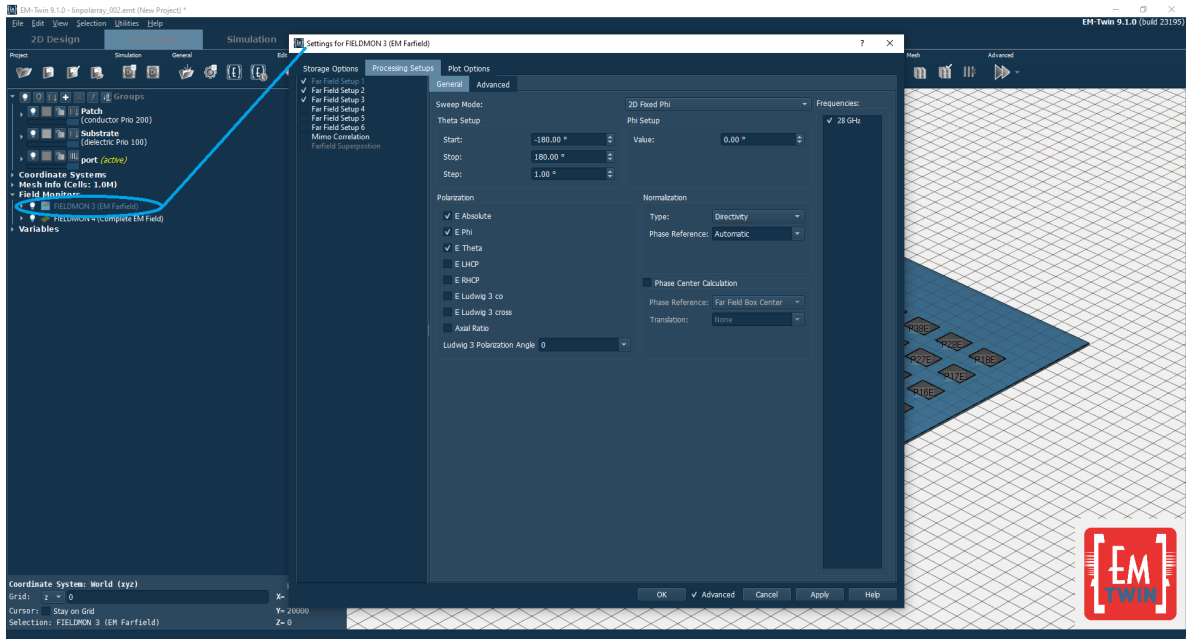 EM-Twin 9.1.0 - linpolarray_002.emt (New Project) *
File Edit View Selection Utilities Help
EM-Twin 9.1.0 (build 23195)
2D Design
Simulation
Project
Simulation
General
Edit
Mesh
Advanced
Groups
Patch
(conductor Prio 200)
Substrate
(dielectric Prio 100)
port (active)
Coordinate Systems
Mesh Info (Cells: 1.0M)
Field Monitors
FIELDMON 3 (EM Farfield)
FIELDMON 4 (Complete EM Field)
Variables
Settings for FIELDMON 3 (EM Farfield)
Storage Options Processing Setups Plot Options
Far Field Setup 1
Far Field Setup 2
Far Field Setup 3
Far Field Setup 4
Far Field Setup 5
Far Field Setup 6
Mimo Correlation
Farfield Superpostion
General Advanced
Sweep Mode: 2D Fixed Phi
Frequencies:
28 GHz
Theta Setup
Start: -180.00 °
Stop: 180.00 °
Step: 1.00 °
Phi Setup
Value: 0.00 °
Polarization
E Absolute
E Phi
E Theta
E LHCP
E RHCP
E Ludwig 3 co
E Ludwig 3 cross
Axial Ratio
Ludwig 3 Polarization Angle 0
Normalization
Type: Directivity
Phase Reference: Automatic
Phase Center Calculation
Phase Reference: Far Field Box Center
Translation: None
OK Advanced Cancel Apply Help
P38E
P28E
P27E
P18E
P17E
P16E
Coordinate System: World (xyz)
Grid: z 0
X-
Cursor: Stay on Grid
Y- 20000
Selection: FIELDMON 3 (EM Farfield)
Z- 0
EM
TWIN